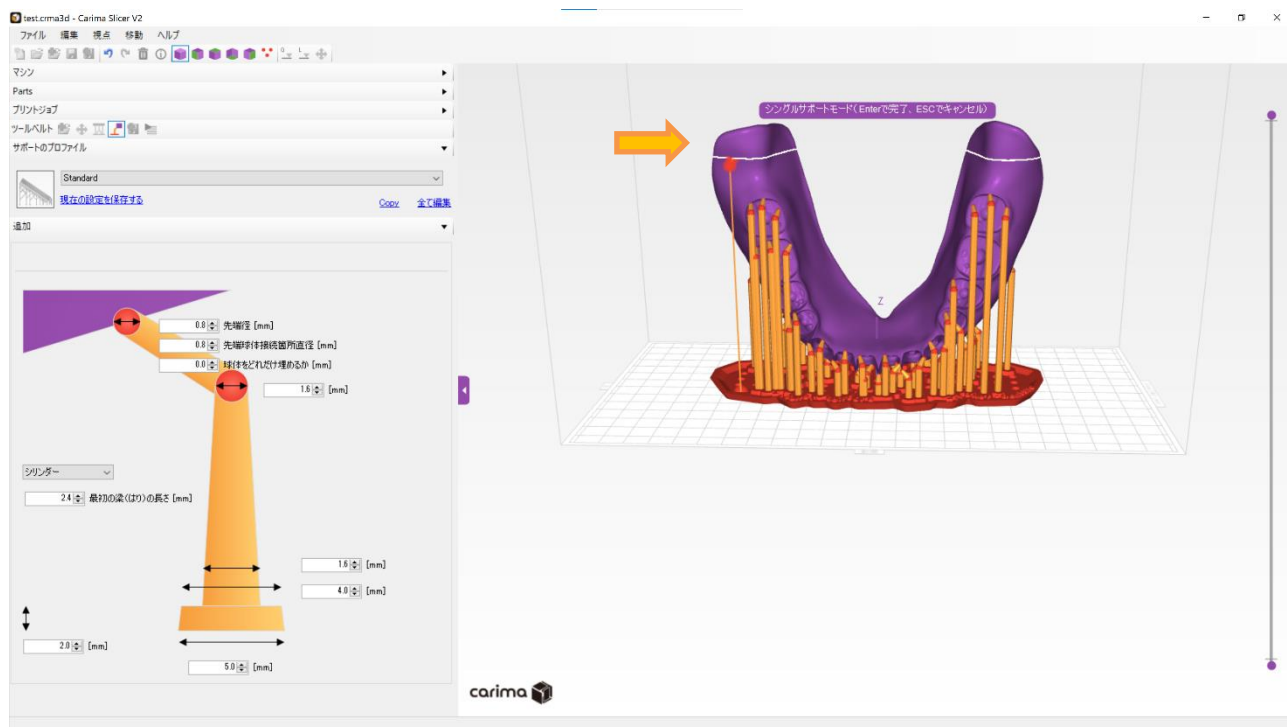 test.crma3d - Carima Slicer V2
ファイル 編集 視点 移動 ヘルプ
マシン
Parts
プリントジョブ
ツールベルト
サポートのプロファイル
Standard
現在の設定を保存する Copy 全て編集
追加
0.8 先端径 [mm]
0.8 先端球体接続箇所直径 [mm]
0.0 球体をどれだけ埋めるか [mm]
1.6 [mm]
シリンダー
2.4 最初の梁(はり)の長さ [mm]
1.6 [mm]
4.0 [mm]
2.0 [mm]
5.0 [mm]
シングルサポートモード( Enterで完了、ESCでキャンセル)
Z
carima